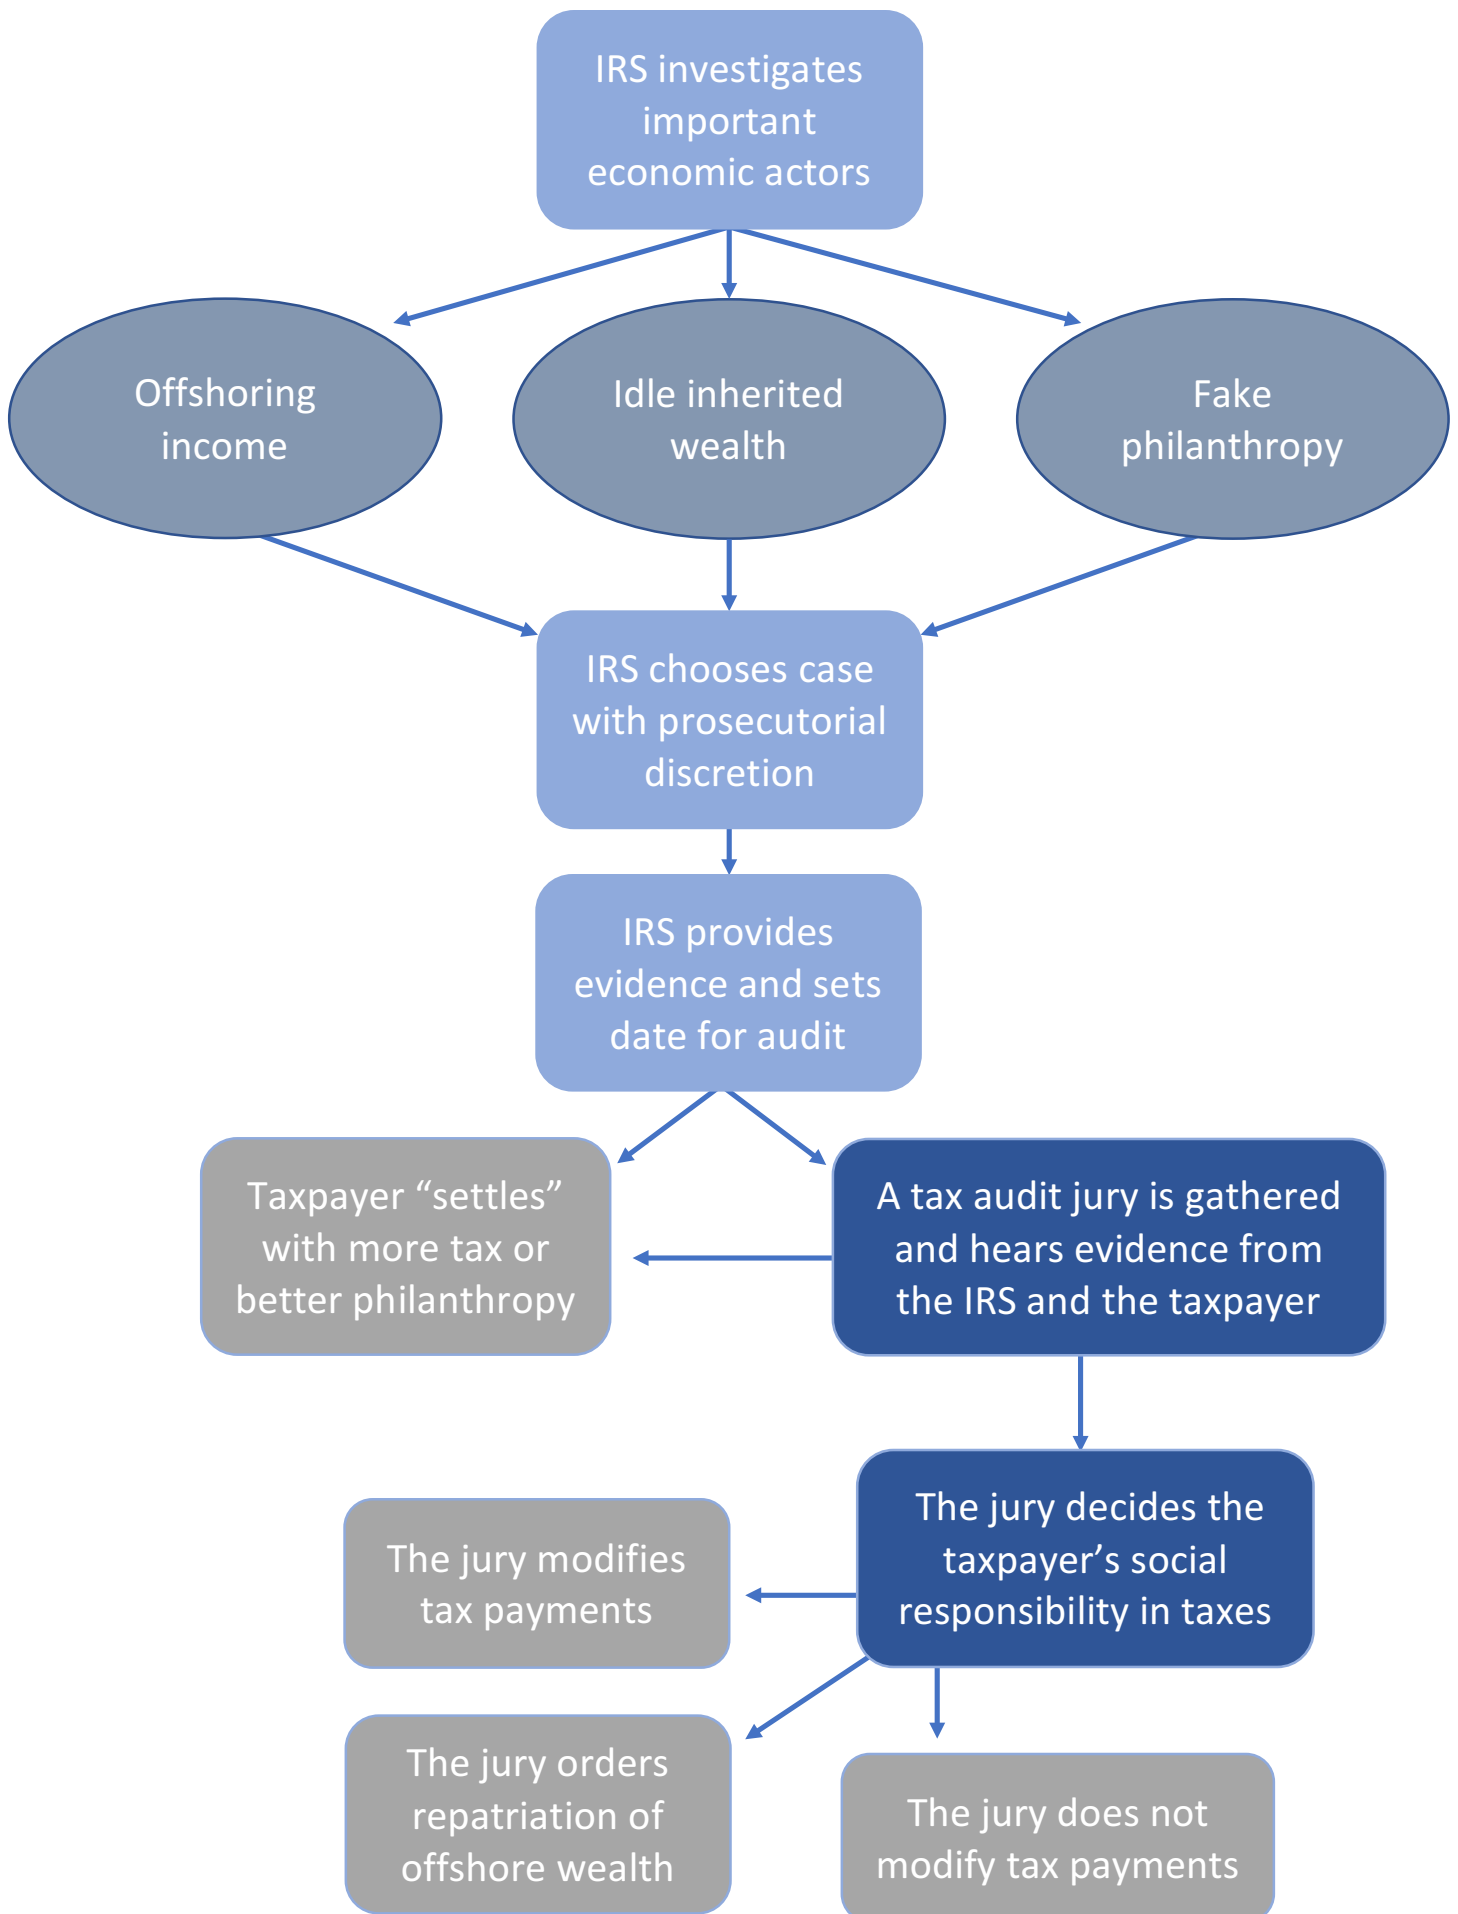 IRS investigates
important
economic actors
Offshoring
income
Idle inherited
wealth
Fake
philanthropy
IRS chooses case
with prosecutorial
discretion
IRS provides
evidence and sets
date for audit
Taxpayer “settles”
with more tax or
better philanthropy
A tax audit jury is gathered
and hears evidence from
the IRS and the taxpayer
The jury decides the
taxpayer’s social
responsibility in taxes
The jury modifies
tax payments
The jury orders
repatriation of
offshore wealth
The jury does not
modify tax payments